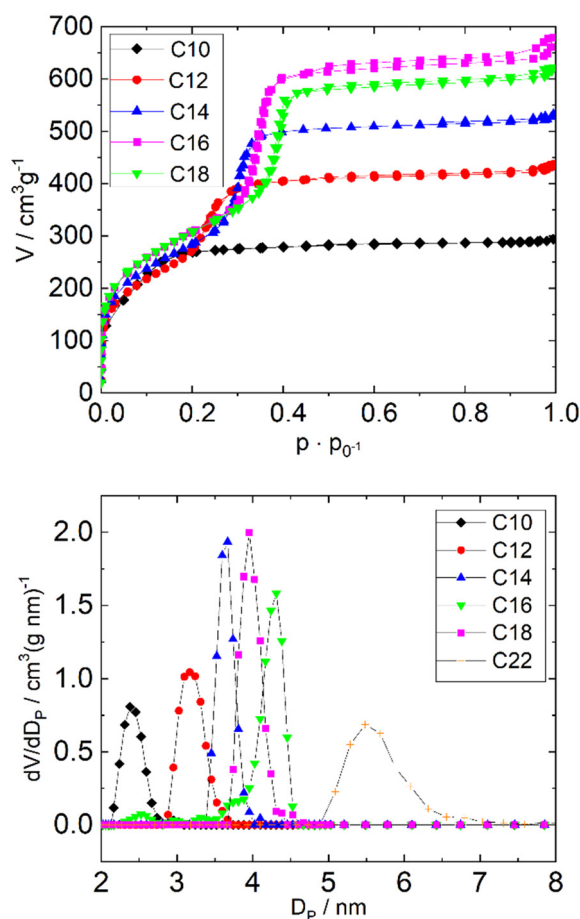 700
600
500
400
300
200
100
0
V / cm³g⁻¹
C10
C12
C14
C16
C18
0.0 0.2 0.4 0.6 0.8 1.0
p · p₀₋₁
2.0
1.5
1.0
0.5
0.0
dV/dD_P / cm³(g nm)⁻¹
C10
C12
C14
C16
C18
C22
2 3 4 5 6 7 8
D_P / nm